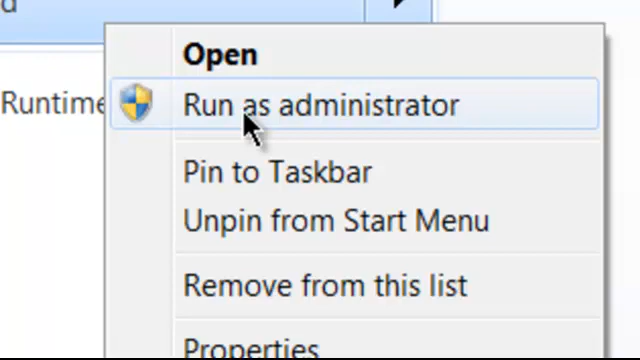 d
Open
Runtime
Run as administrator
Pin to Taskbar
Unpin from Start Menu
Remove from this list
Properties